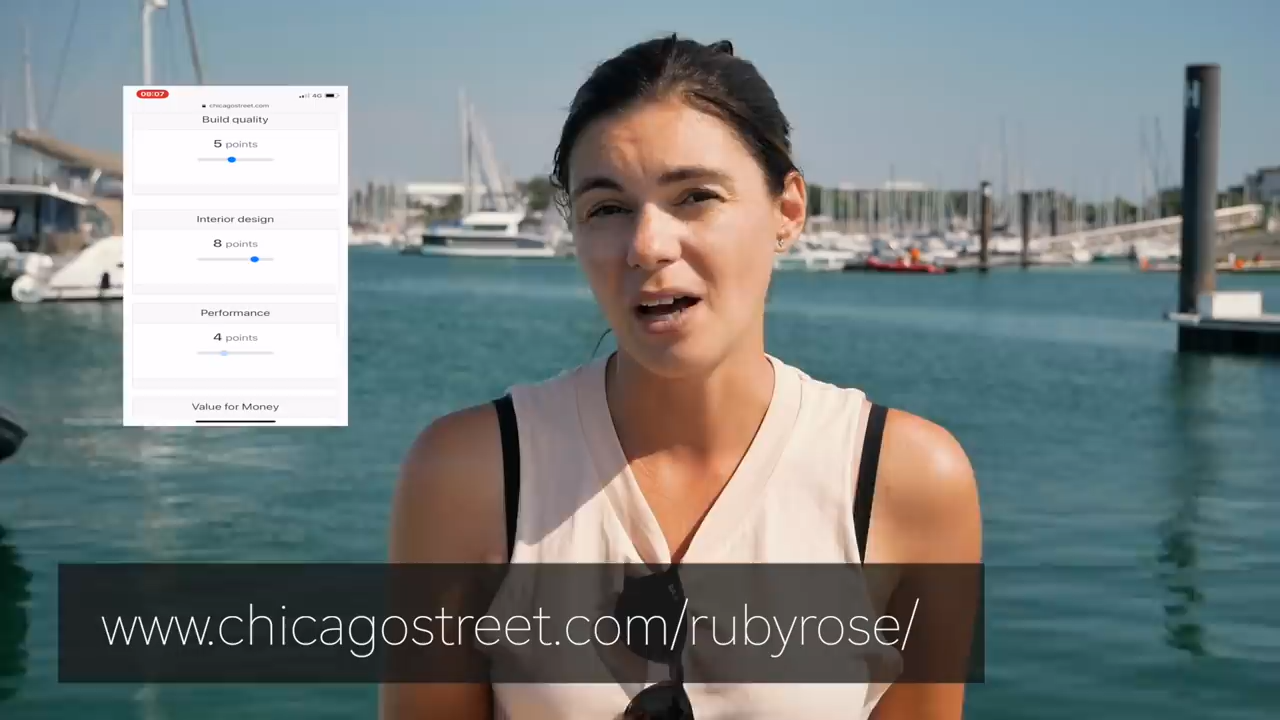 08:07
4G
chicagostreet.com
Build quality
5 points
Interior design
8 points
Performance
4 points
Value for Money
www.chicagostreet.com/rubyrose/